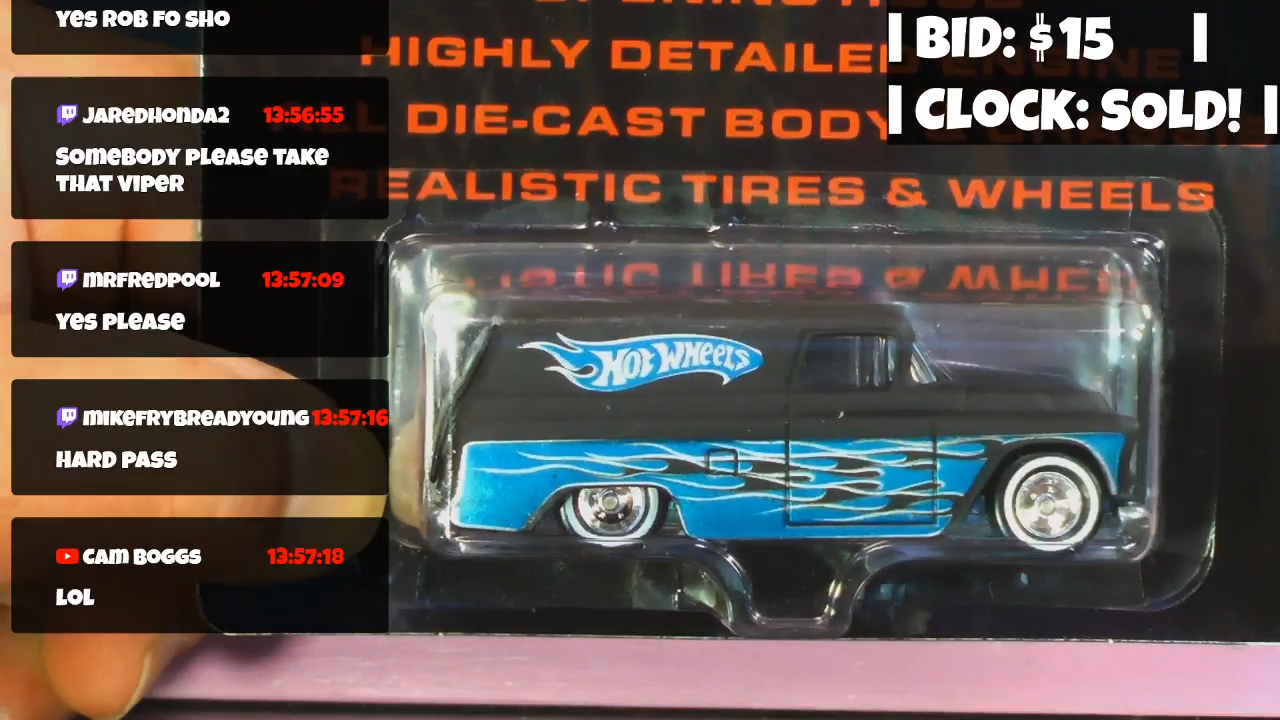 YES ROB FO SHO
JAREDHONDA2 13:56:55
SOMEBODY PLEASE TAKE
THAT VIPER
MRFREDPOOL 13:57:09
YES PLEASE
MIKEFRYBREADYOUNG 13:57:16
HARD PASS
CAM BOGGS 13:57:18
LOL
HIGHLY DETAILED ENGINE
DIE-CAST BODY
REALISTIC TIRES & WHEELS
| BID: $15 |
| CLOCK: SOLD! |
HOT WHEELS